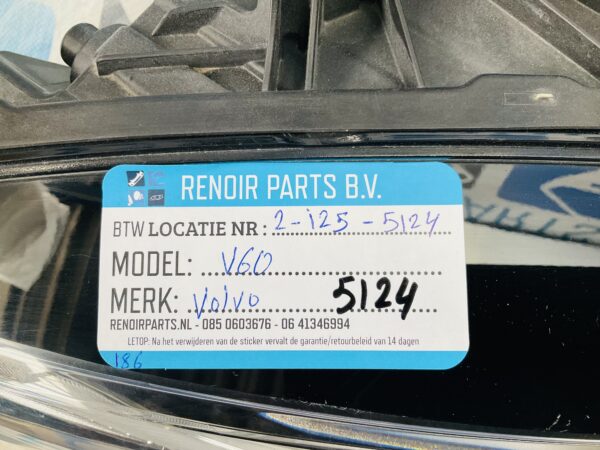 RENOIR PARTS B.V.
BTW LOCATIE NR : 2-i25-5124
MODEL: V60
MERK: Volvo 5124
RENOIRPARTS.NL - 085 0603676 - 06 41346994
LETOP: Na het verwijderen van de sticker vervalt de garantie/retourbeleid van 14 dagen
186